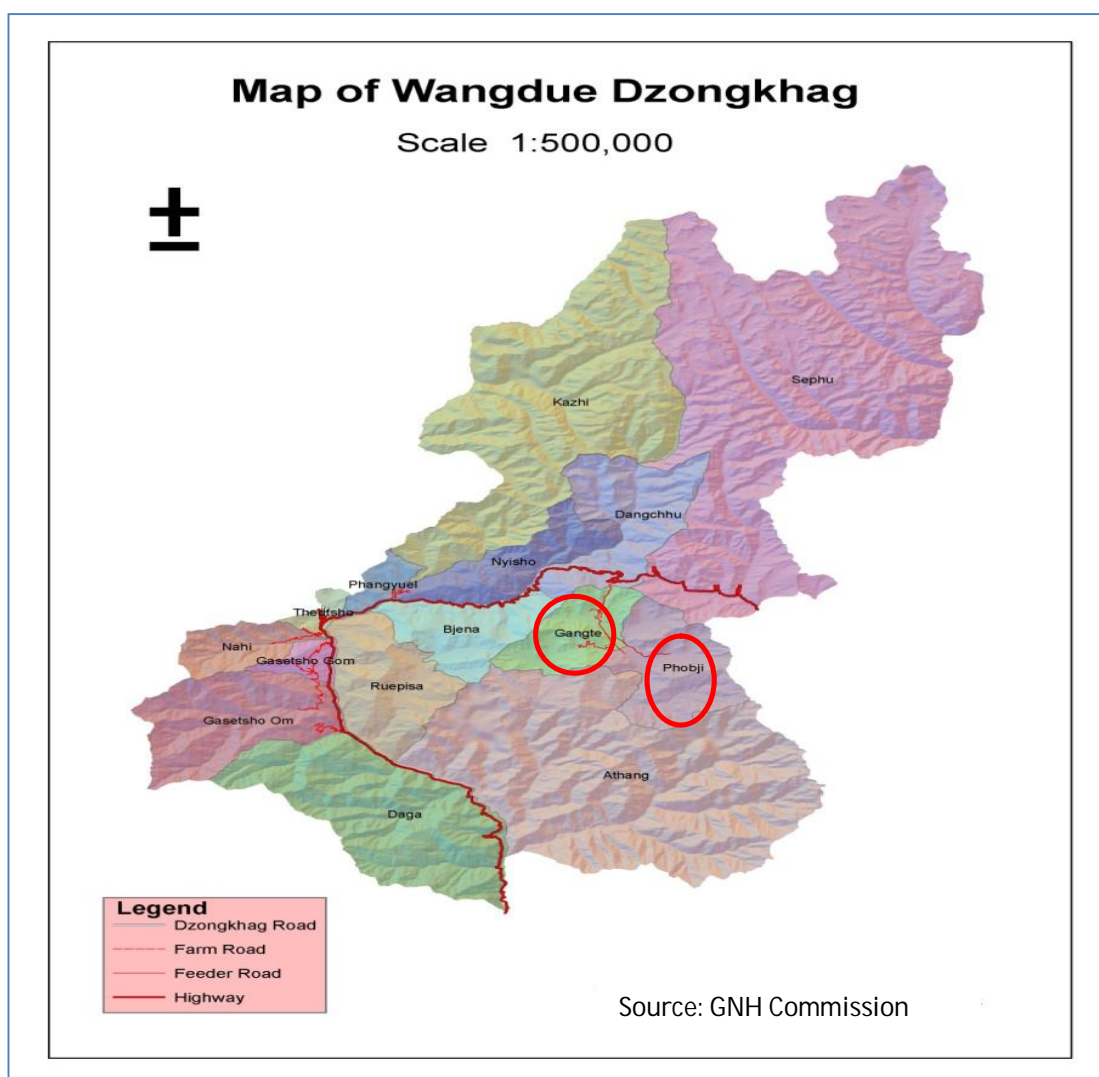 Map of Wangdue Dzongkhag
Scale 1:500,000
±
Sephu
Kazhi
Dangchhu
Nyisho
Phangyuel
Bjena
Gangte
Nahi
Gasetsho Gom
Phobji
Ruepisa
Gasetsho Om
Athang
Daga
Legend
Dzongkhag Road
Farm Road
Feeder Road
Highway
Source: GNH Commission